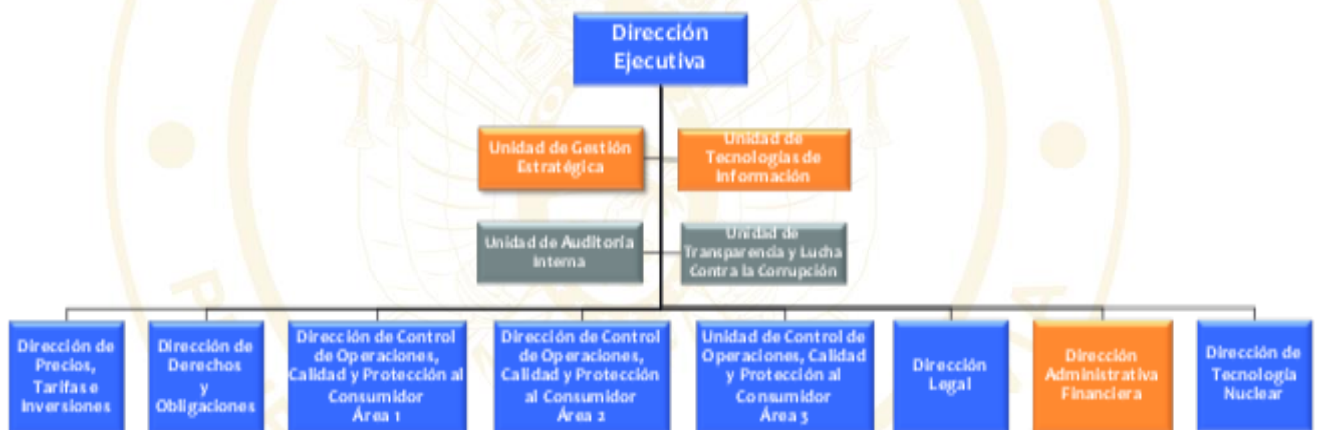 Dirección
Ejecutiva
Unidad de Gestión
Estratégica
Unidad de
Tecnologías de
Información
Unidad de Auditoría
Interna
Unidad de
Transparencia y Lucha
Contra la Corrupción
Dirección de
Precios,
Tarifas e
Inversiones
Dirección de
Derechos
y
Obligaciones
Dirección de Control
de Operaciones,
Calidad y Protección al
Consumidor
Área 1
Dirección de Control
de Operaciones,
Calidad y Protección
al Consumidor
Área 2
Unidad de Control de
Operaciones, Calidad
y Protección al
Consumidor
Área 3
Dirección
Legal
Dirección
Administrativa
Financiera
Dirección de
Tecnología
Nuclear